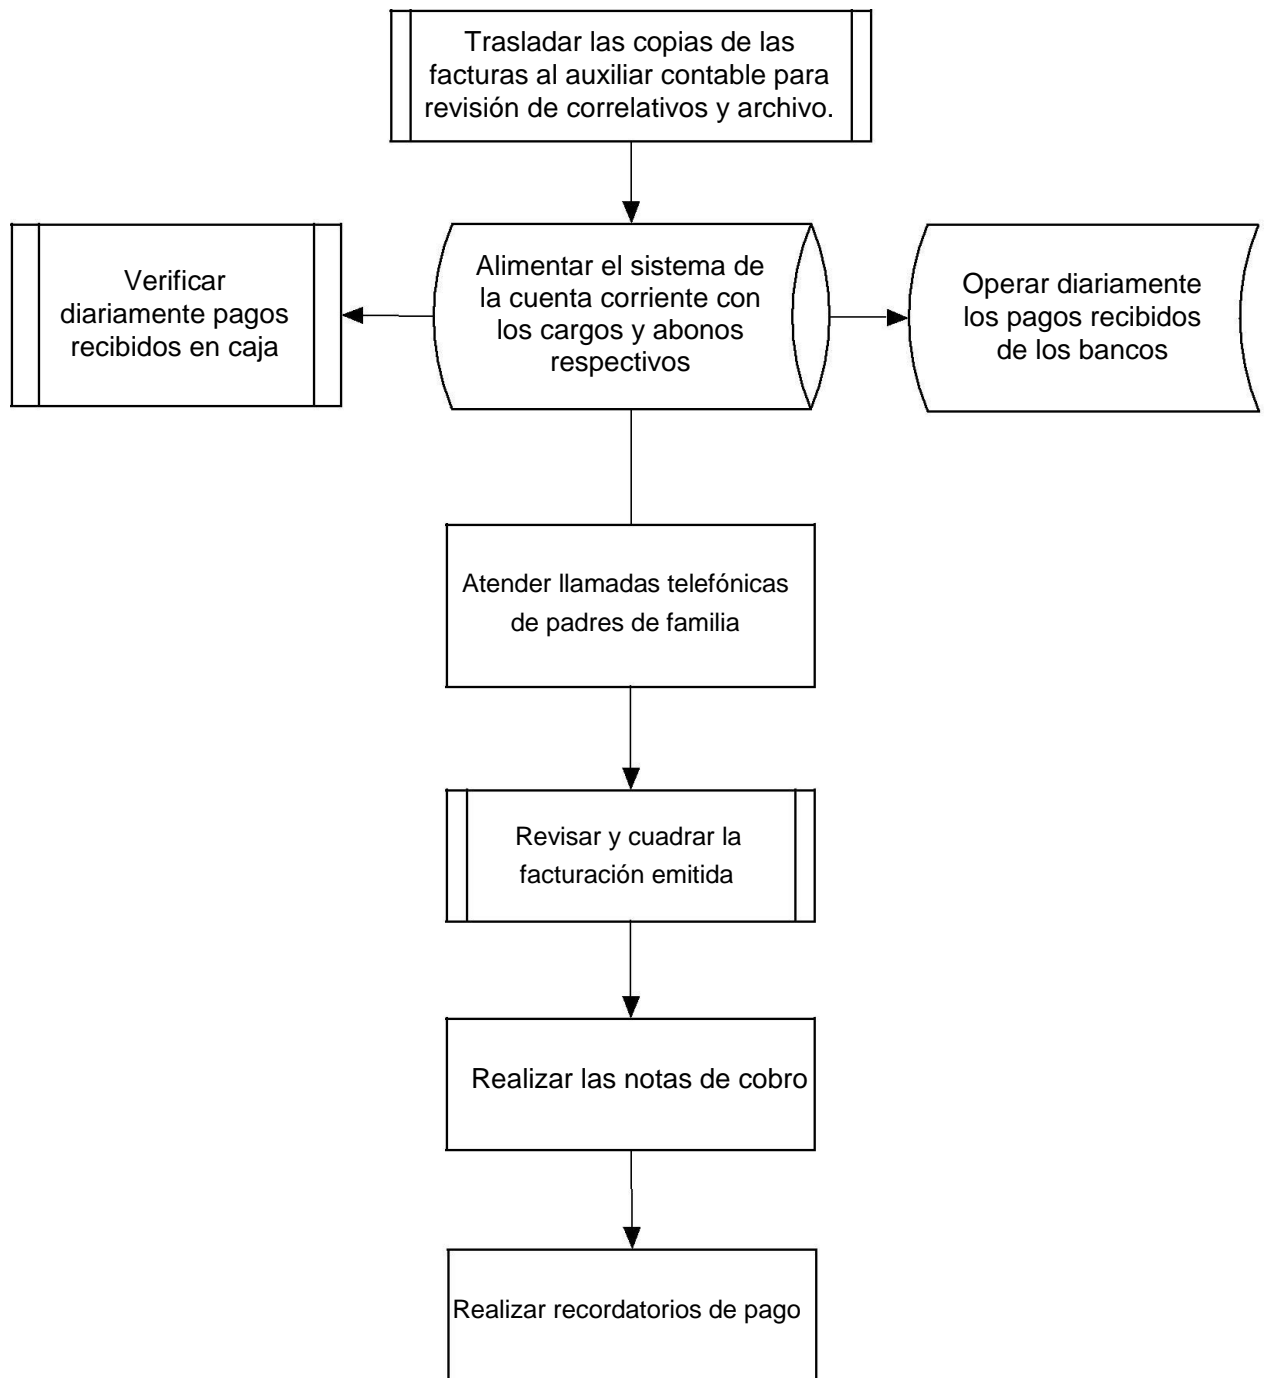 Trasladar las copias de las
facturas al auxiliar contable para
revisión de correlativos y archivo.
Verificar
diariamente pagos
recibidos en caja
Alimentar el sistema de
la cuenta corriente con
los cargos y abonos
respectivos
Operar diariamente
los pagos recibidos
de los bancos
Atender llamadas telefónicas
de padres de familia
Revisar y cuadrar la
facturación emitida
Realizar las notas de cobro
Realizar recordatorios de pago